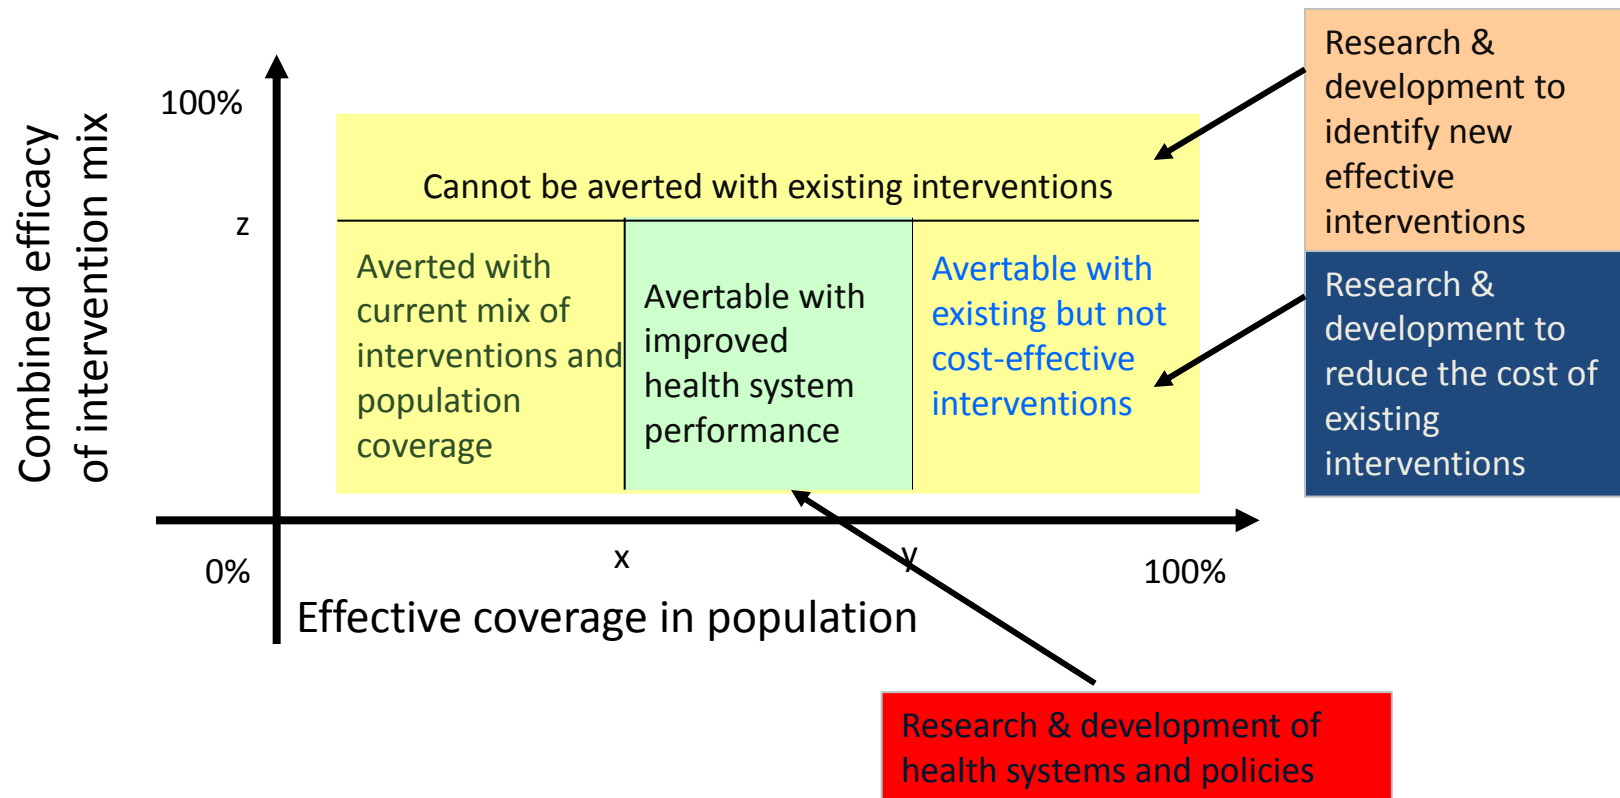 Combined efficacy
of intervention mix
100%
z
0%
Cannot be averted with existing interventions
Averted with
current mix of
interventions and
population
coverage
Avertable with
improved
health system
performance
Avertable with
existing but not
cost-effective
interventions
x
y
100%
Effective coverage in population
Research &
development to
identify new
effective
interventions
Research &
development to
reduce the cost of
existing
interventions
Research & development of
health systems and policies